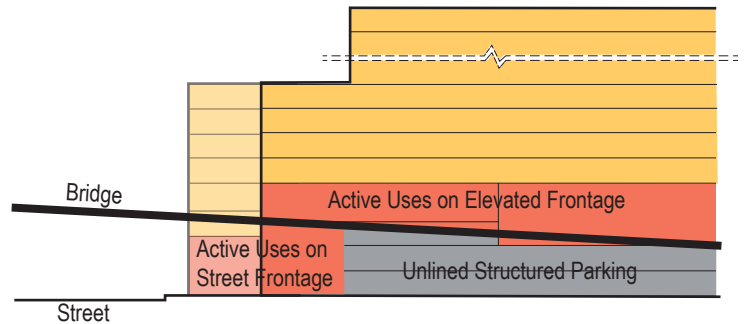 Bridge
Active Uses on Elevated Frontage
Active Uses on
Street Frontage
Unlined Structured Parking
Street